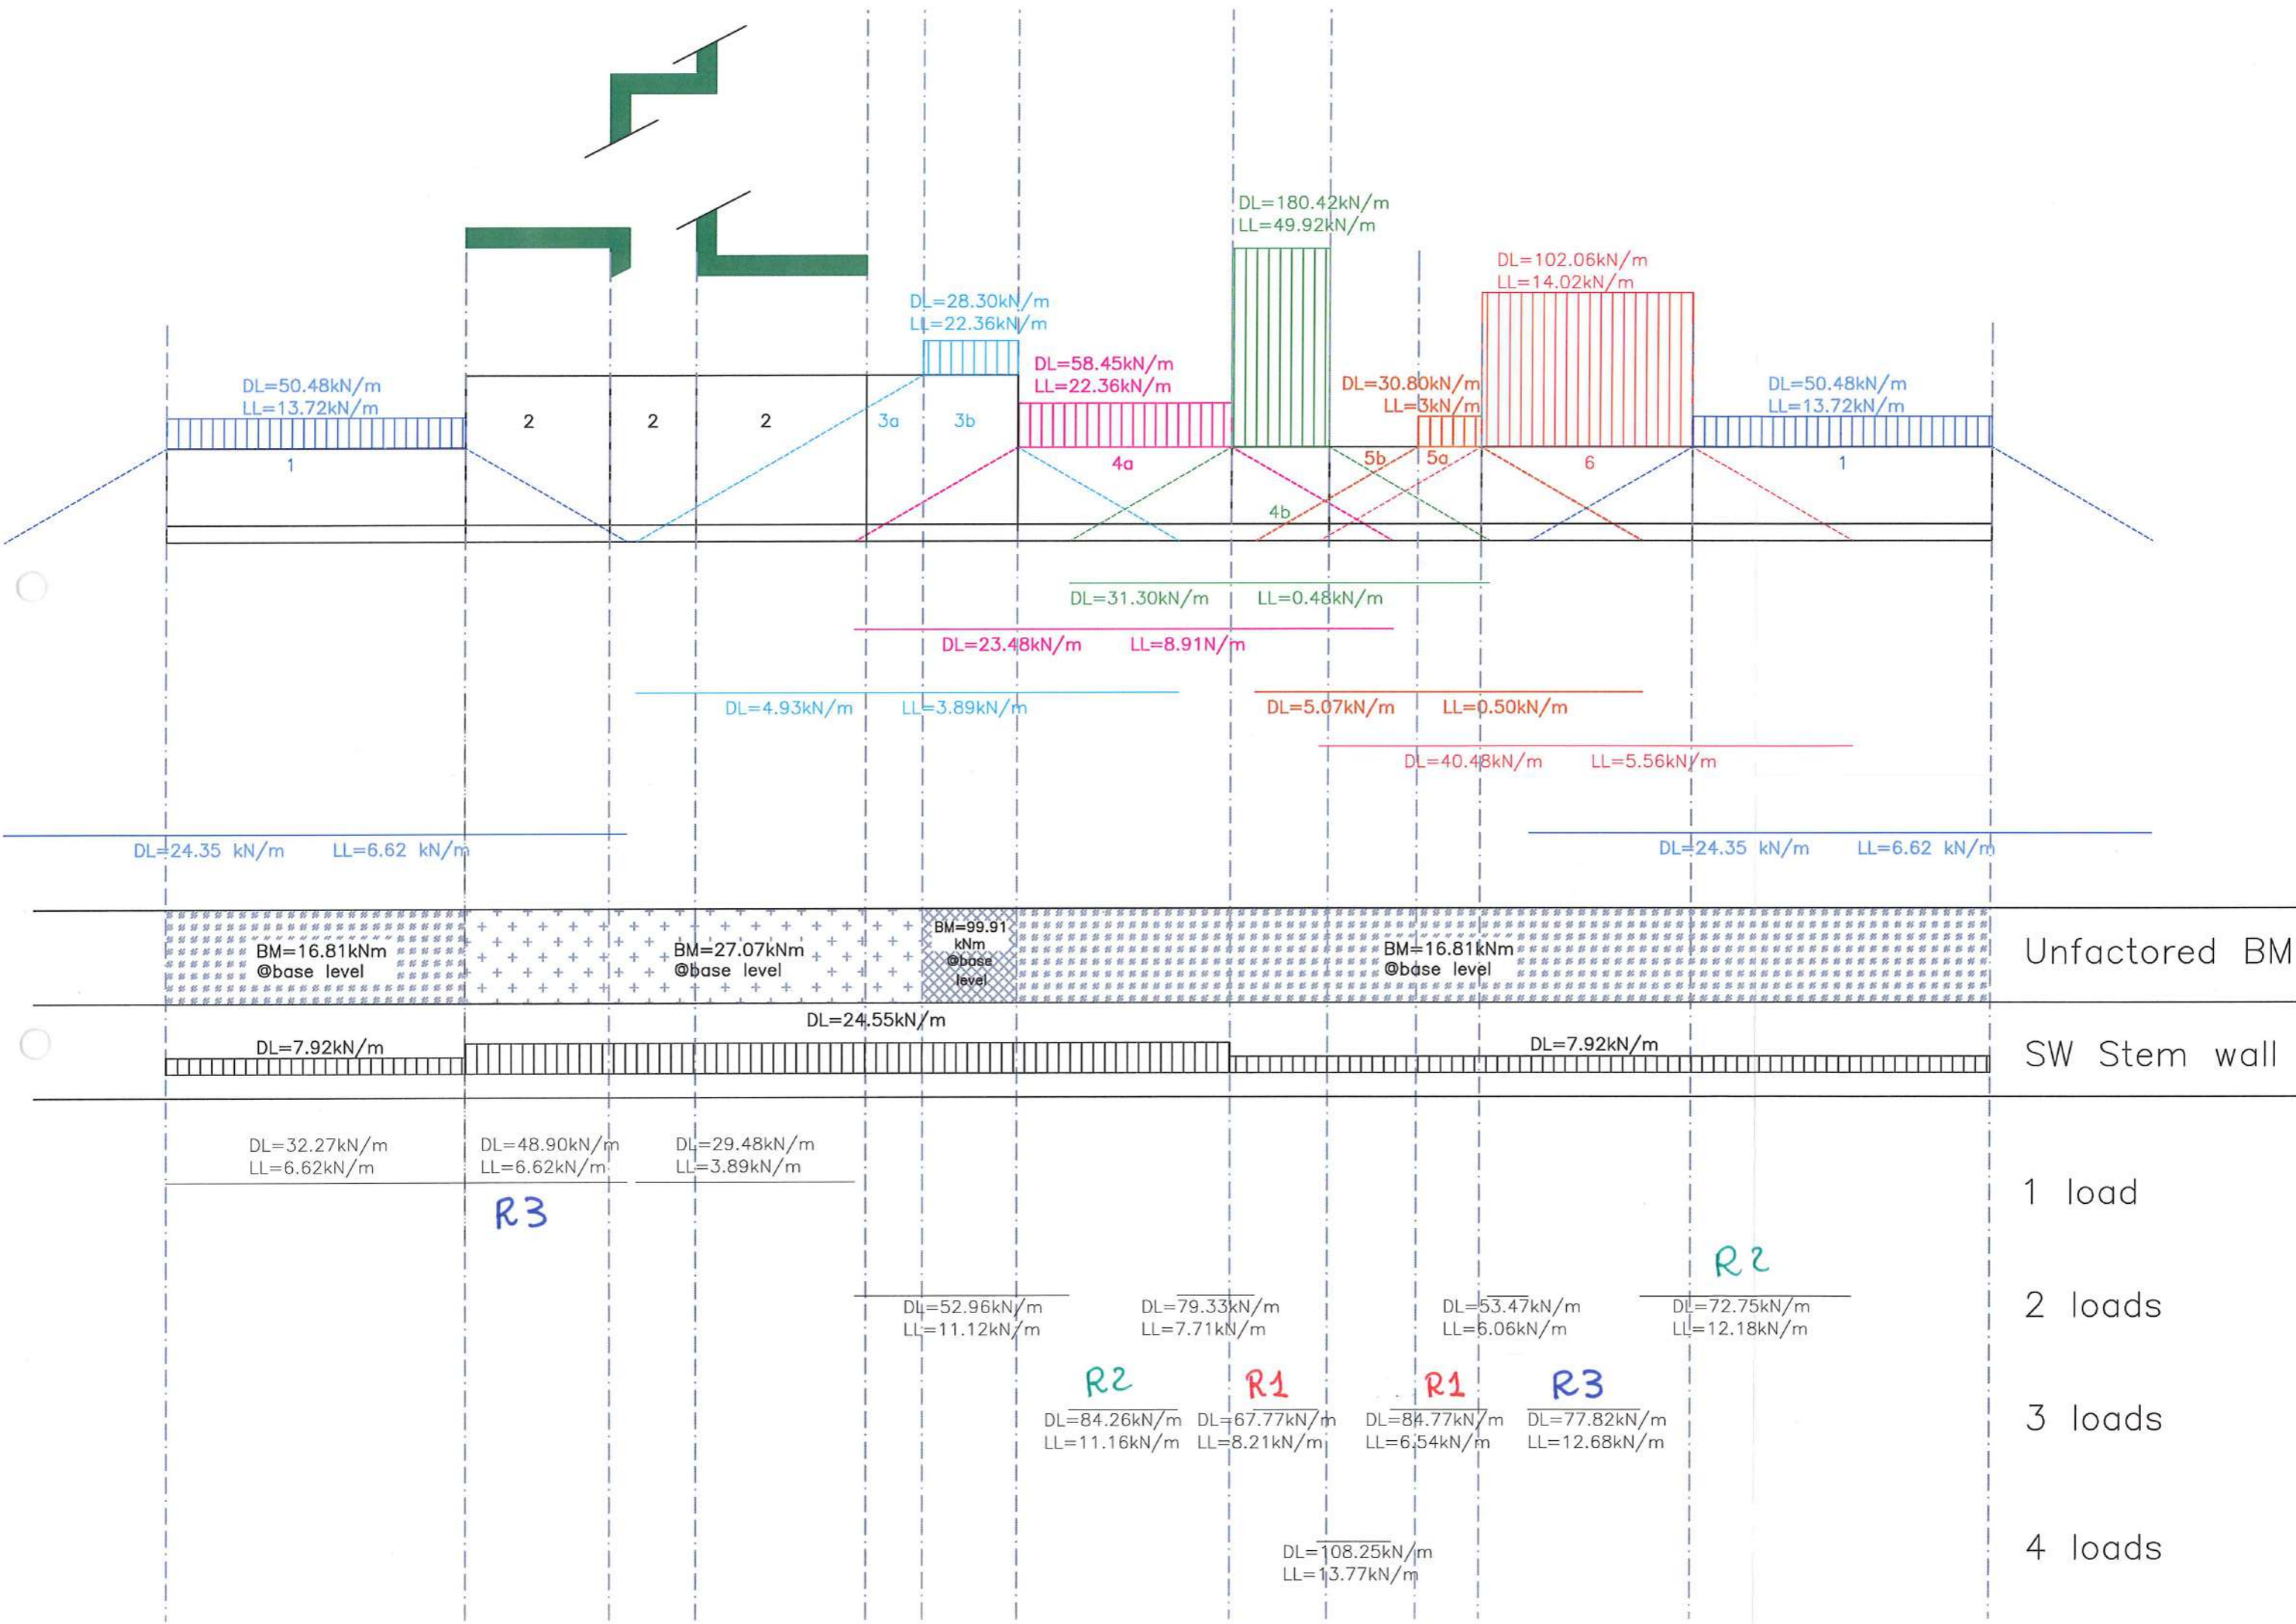 DL=180.42kN/m
LL=49.92kN/m
DL=102.06kN/m
LL=14.02kN/m
DL=28.30kN/m
LL=22.36kN/m
DL=58.45kN/m
LL=22.36kN/m
DL=50.48kN/m
LL=13.72kN/m
DL=30.80kN/m
LL=3kN/m
DL=50.48kN/m
LL=13.72kN/m
2
2
2
3a
3b
1
4a
5b
5a
6
1
4b
DL=31.30kN/m LL=0.48kN/m
DL=23.48kN/m LL=8.91N/m
DL=4.93kN/m LL=3.89kN/m
DL=5.07kN/m LL=0.50kN/m
DL=40.48kN/m LL=5.56kN/m
DL=24.35 kN/m LL=6.62 kN/m
DL=24.35 kN/m LL=6.62 kN/m
BM=16.81kNm
@base level
BM=27.07kNm
@base level
BM=99.91
kNm
@base
level
BM=16.81kNm
@base level
Unfactored BM
DL=7.92kN/m
DL=24.55kN/m
DL=7.92kN/m
SW Stem wall
DL=32.27kN/m
LL=6.62kN/m
DL=48.90kN/m
LL=6.62kN/m
DL=29.48kN/m
LL=3.89kN/m
1 load
R3
R2
DL=52.96kN/m
LL=11.12kN/m
DL=79.33kN/m
LL=7.71kN/m
DL=53.47kN/m
LL=6.06kN/m
DL=72.75kN/m
LL=12.18kN/m
2 loads
R2
R1
R1
R3
DL=84.26kN/m
LL=11.16kN/m
DL=67.77kN/m
LL=8.21kN/m
DL=84.77kN/m
LL=6.54kN/m
DL=77.82kN/m
LL=12.68kN/m
3 loads
DL=108.25kN/m
LL=13.77kN/m
4 loads